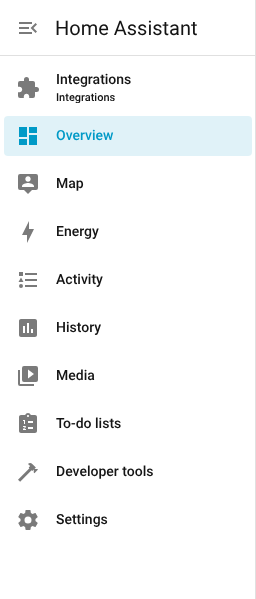 Home Assistant
Integrations
Integrations
Overview
Map
Energy
Activity
History
Media
To-do lists
Developer tools
Settings